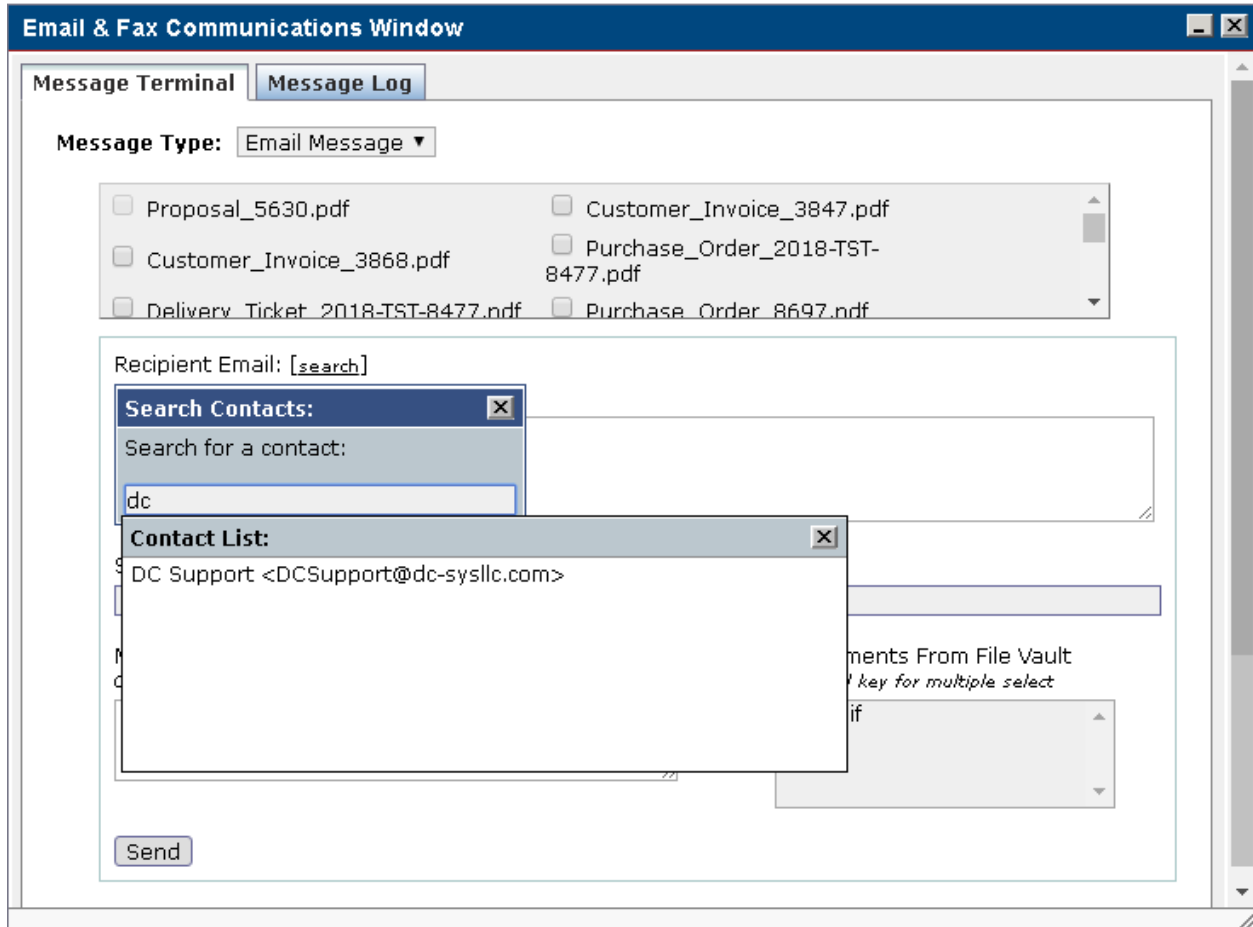 Email & Fax Communications Window
Message Terminal
Message Log
Message Type: Email Message
Proposal_5630.pdf
Customer_Invoice_3847.pdf
Customer_Invoice_3868.pdf
Purchase_Order_2018-TST-
8477.pdf
Delivery_Ticket_2018-TST-8477.pdf
Purchase_Order_8697.pdf
Recipient Email: [search]
Search Contacts:
Search for a contact:
dc
Contact List:
DC Support <DCSupport@dc-sysllc.com>
From File Vault
key for multiple select
Send